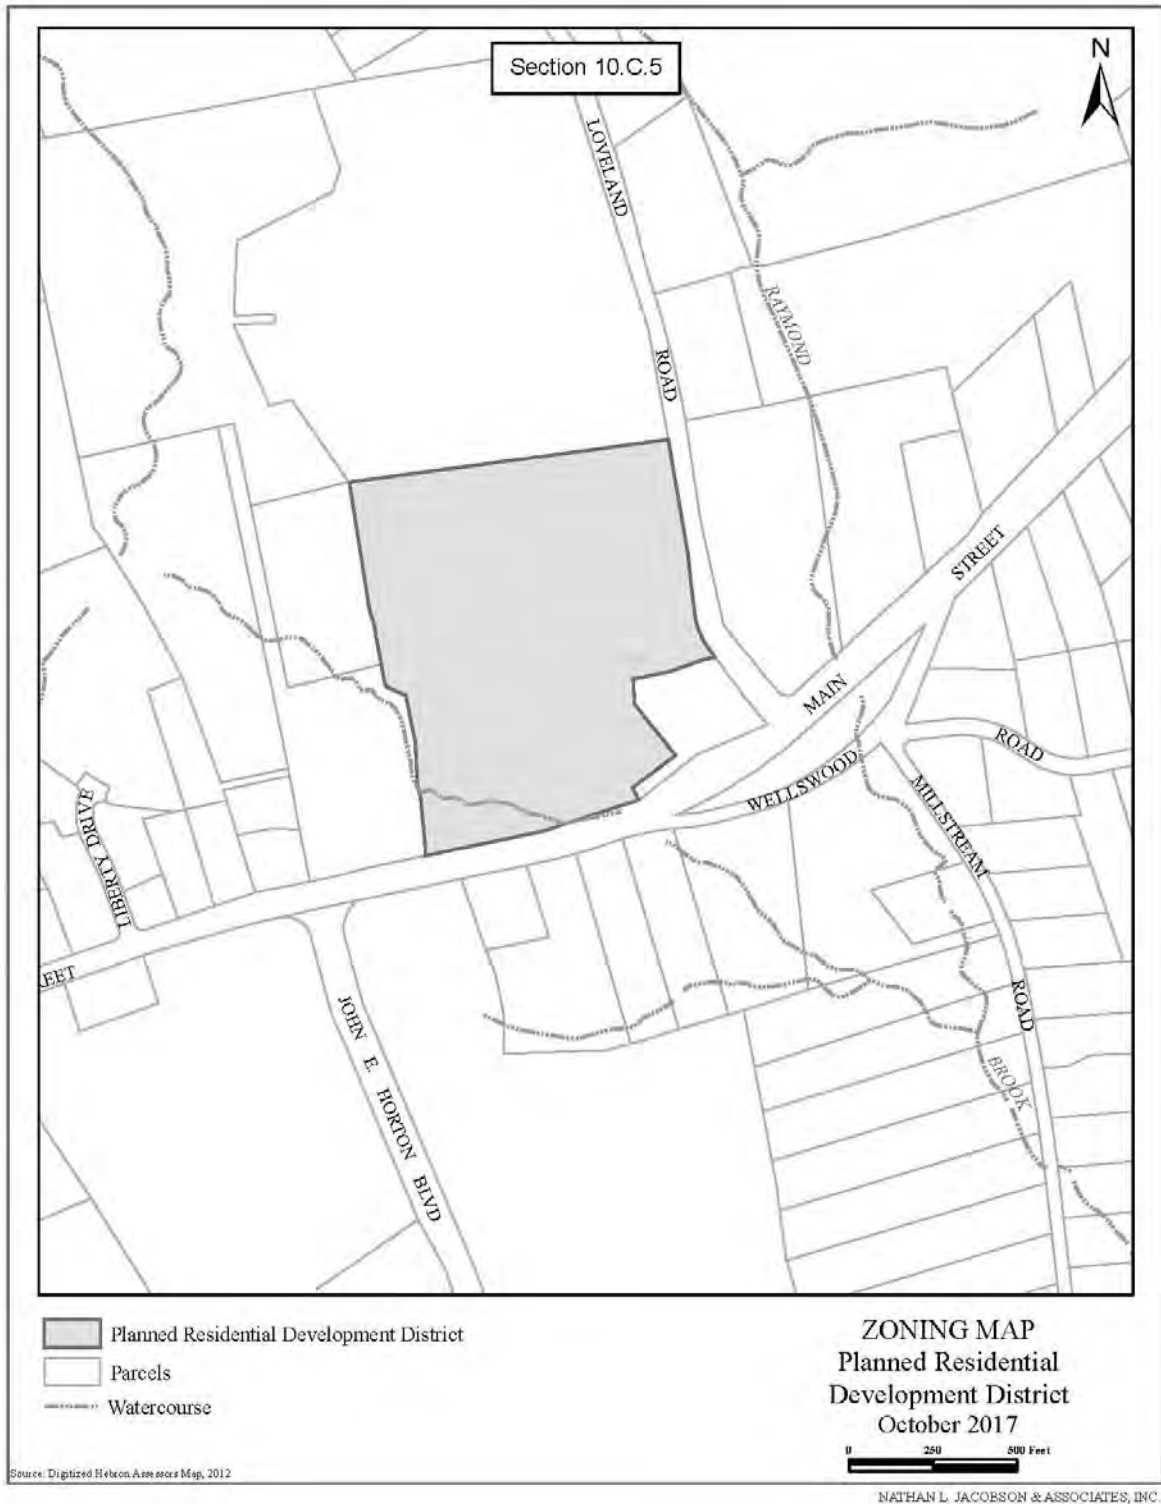 Section 10.C.5
N
LOVELAND
ROAD
RAYMOND
STREET
MAIN
WELLSWOOD
ROAD
MILLSTREAM
ROAD
BROOK
LIBERTY DRIVE
REET
JOHN E. HORTON BLVD
Planned Residential Development District
Parcels
Watercourse
ZONING MAP
Planned Residential
Development District
October 2017
0 250 500 Feet
Source: Digitized Hebron Assessors Map, 2012
NATHAN L. JACOBSON & ASSOCIATES, INC